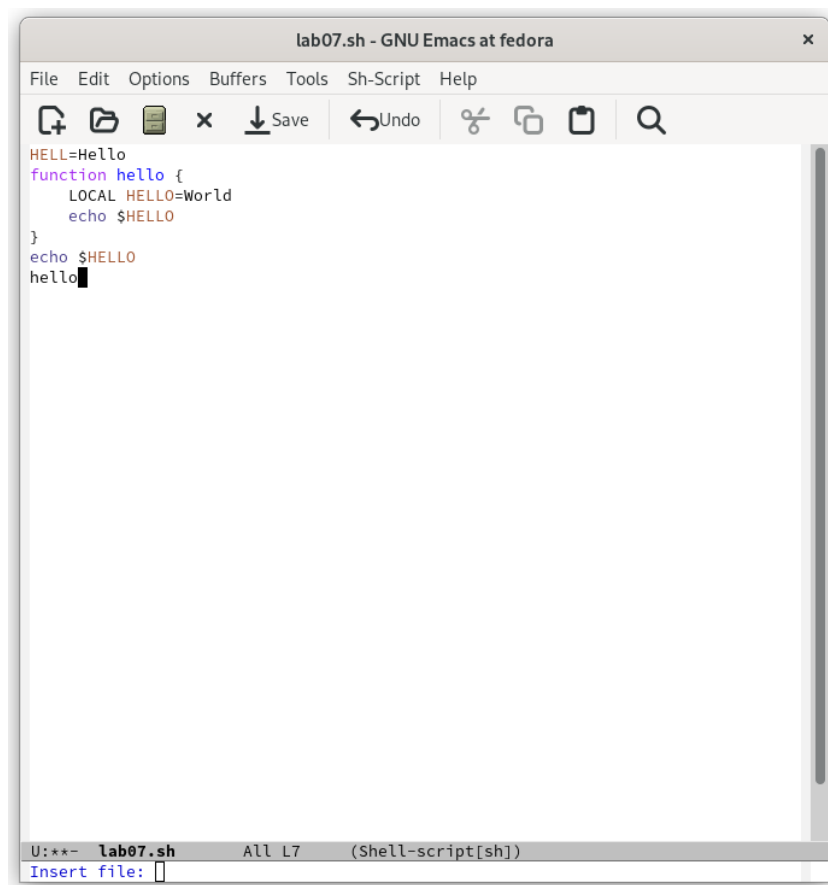 lab07.sh - GNU Emacs at fedora
File Edit Options Buffers Tools Sh-Script Help
Save Undo
HELL=Hello
function hello {
    LOCAL HELLO=World
    echo $HELLO
}
echo $HELLO
hello
U:**-  lab07.sh       All L7     (Shell-script[sh])
Insert file: